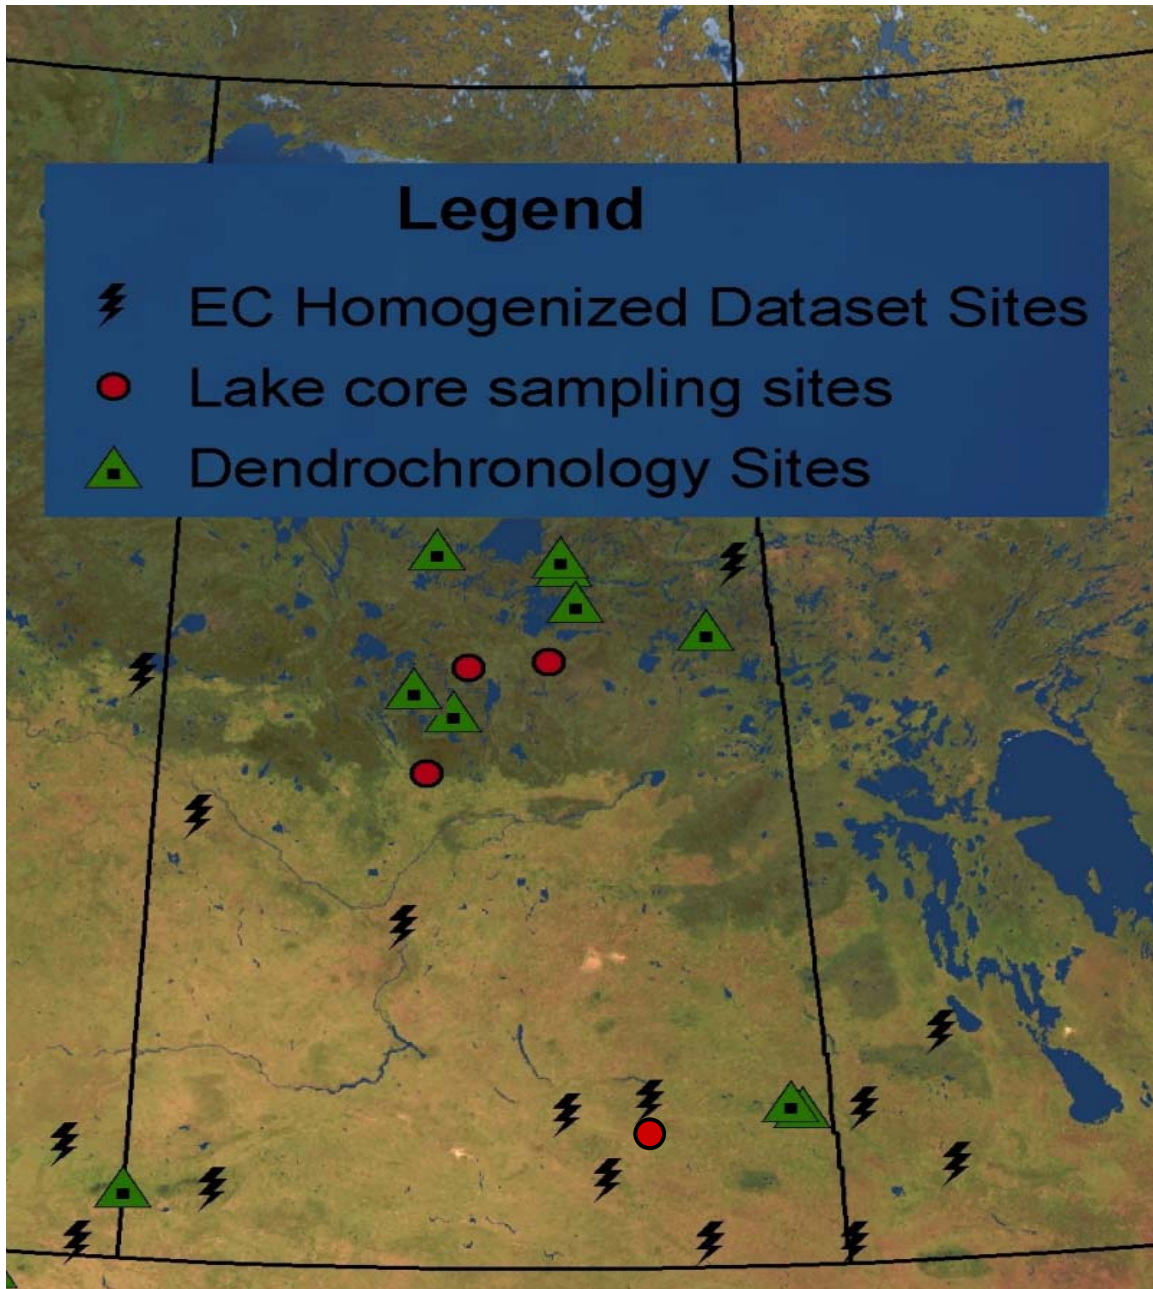 Legend
EC Homogenized Dataset Sites
Lake core sampling sites
Dendrochronology Sites